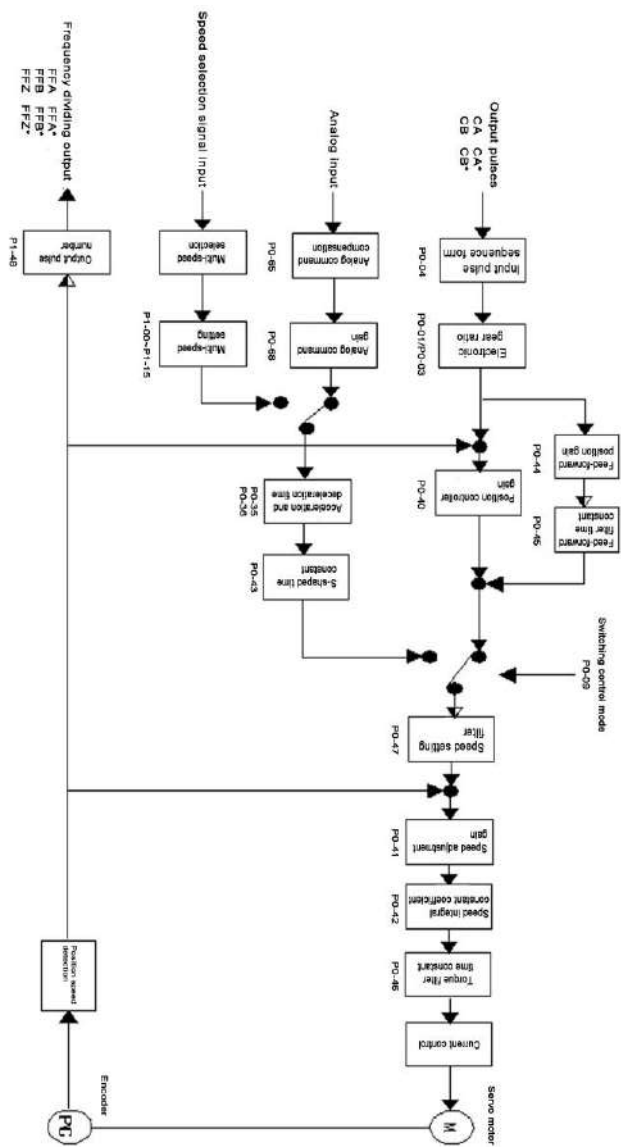 Output pulses
CA CA*
CB CB*
Input pulse
sequence form
P0-04
Electronic
gear ratio
P0-01/P0-03
Feed-forward
position gain
P0-44
Feed-forward
filter time
constant
P0-45
Position controller
gain
P0-40
Switching control mode
P0-09
Analog input
Analog command
compensation
P0-65
Analog command
gain
P0-68
Speed selection signal input
Multi-speed
selection
Multi-speed
setting
P1-00~P1-15
Acceleration and
deceleration time
P0-35
P0-36
S-shaped time
constant
P0-43
Speed setting
filter
P0-47
Speed adjustment
gain
P0-41
Speed integral
constant coefficient
P0-42
Torque filter
time constant
P0-46
Current control
M
Servo motor
Frequency dividing output
FFA FFA*
FFB FFB*
FFZ FFZ*
Output pulse
number
P1-48
Position speed
detection
Encoder
PG